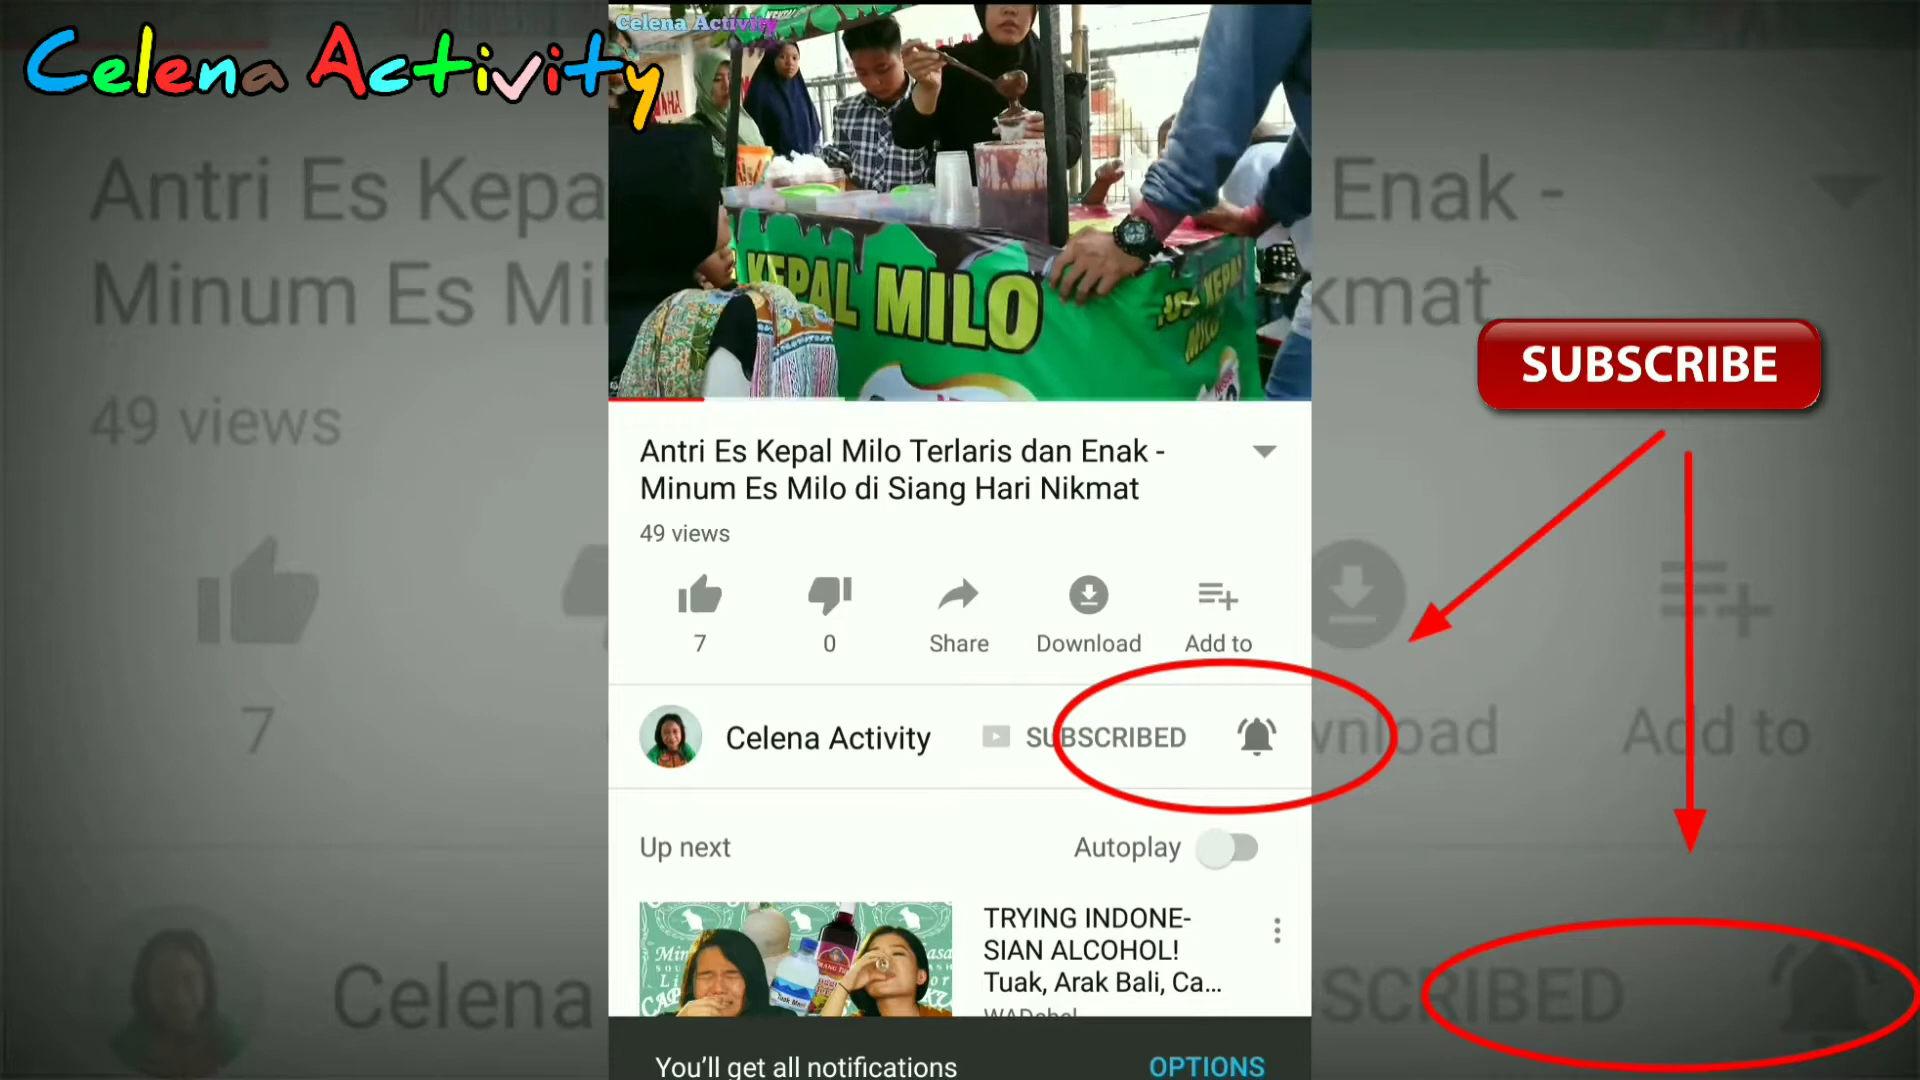 Celena Activity
Celena Activity
KEPAL MILO
KEPAL
MILO
Antri Es Kepa
Enak -
Minum Es Mi
kmat
49 views
SUBSCRIBE
Antri Es Kepal Milo Terlaris dan Enak -
Minum Es Milo di Siang Hari Nikmat
49 views
7
0
Share
Download
Add to
7
wnload
Add to
Celena Activity
SUBSCRIBED
Up next
Autoplay
TRYING INDONE-
SIAN ALCOHOL!
Tuak, Arak Bali, Ca...
Celena
SCRIBED
You'll get all notifications
OPTIONS